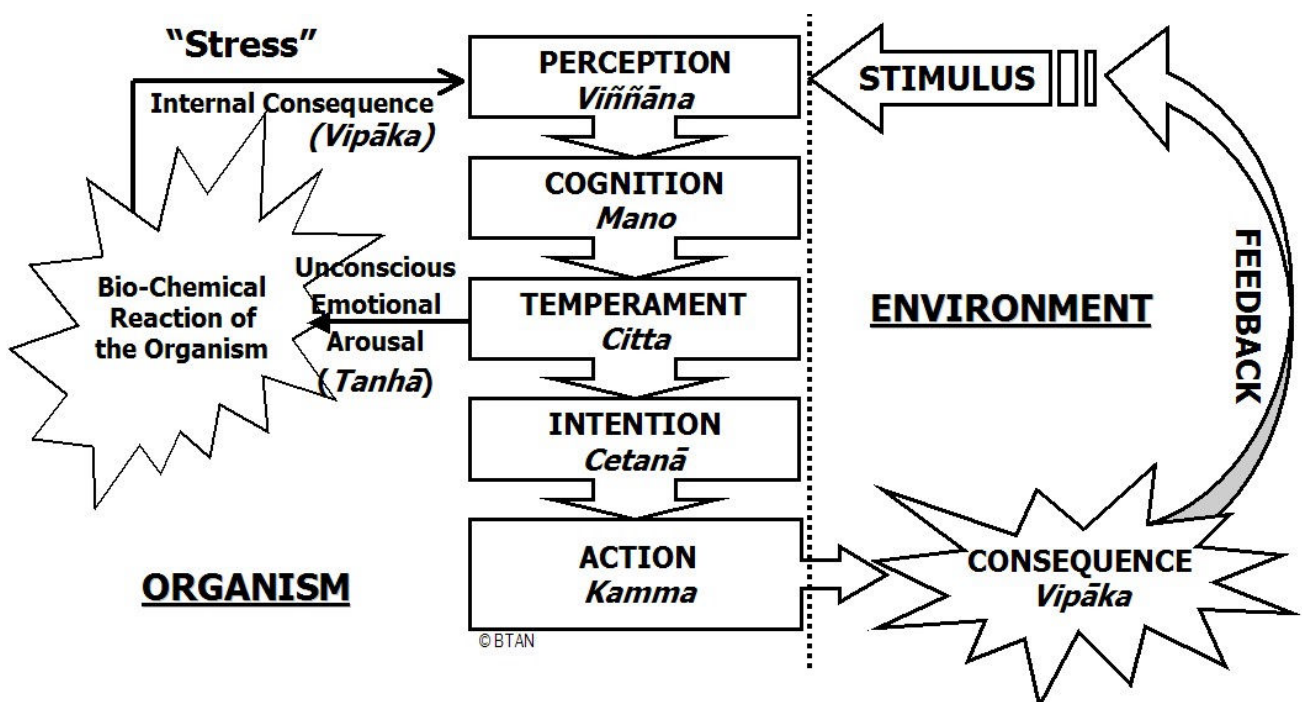 “Stress”
Internal Consequence
(Vipāka)
Bio-Chemical
Reaction of
the Organism
Unconscious
Emotional
Arousal
(Tanhā)
ORGANISM
PERCEPTION
Viññāna
COGNITION
Mano
TEMPERAMENT
Citta
INTENTION
Cetanā
ACTION
Kamma
© BTAN
STIMULUS
ENVIRONMENT
FEEDBACK
CONSEQUENCE
Vipāka